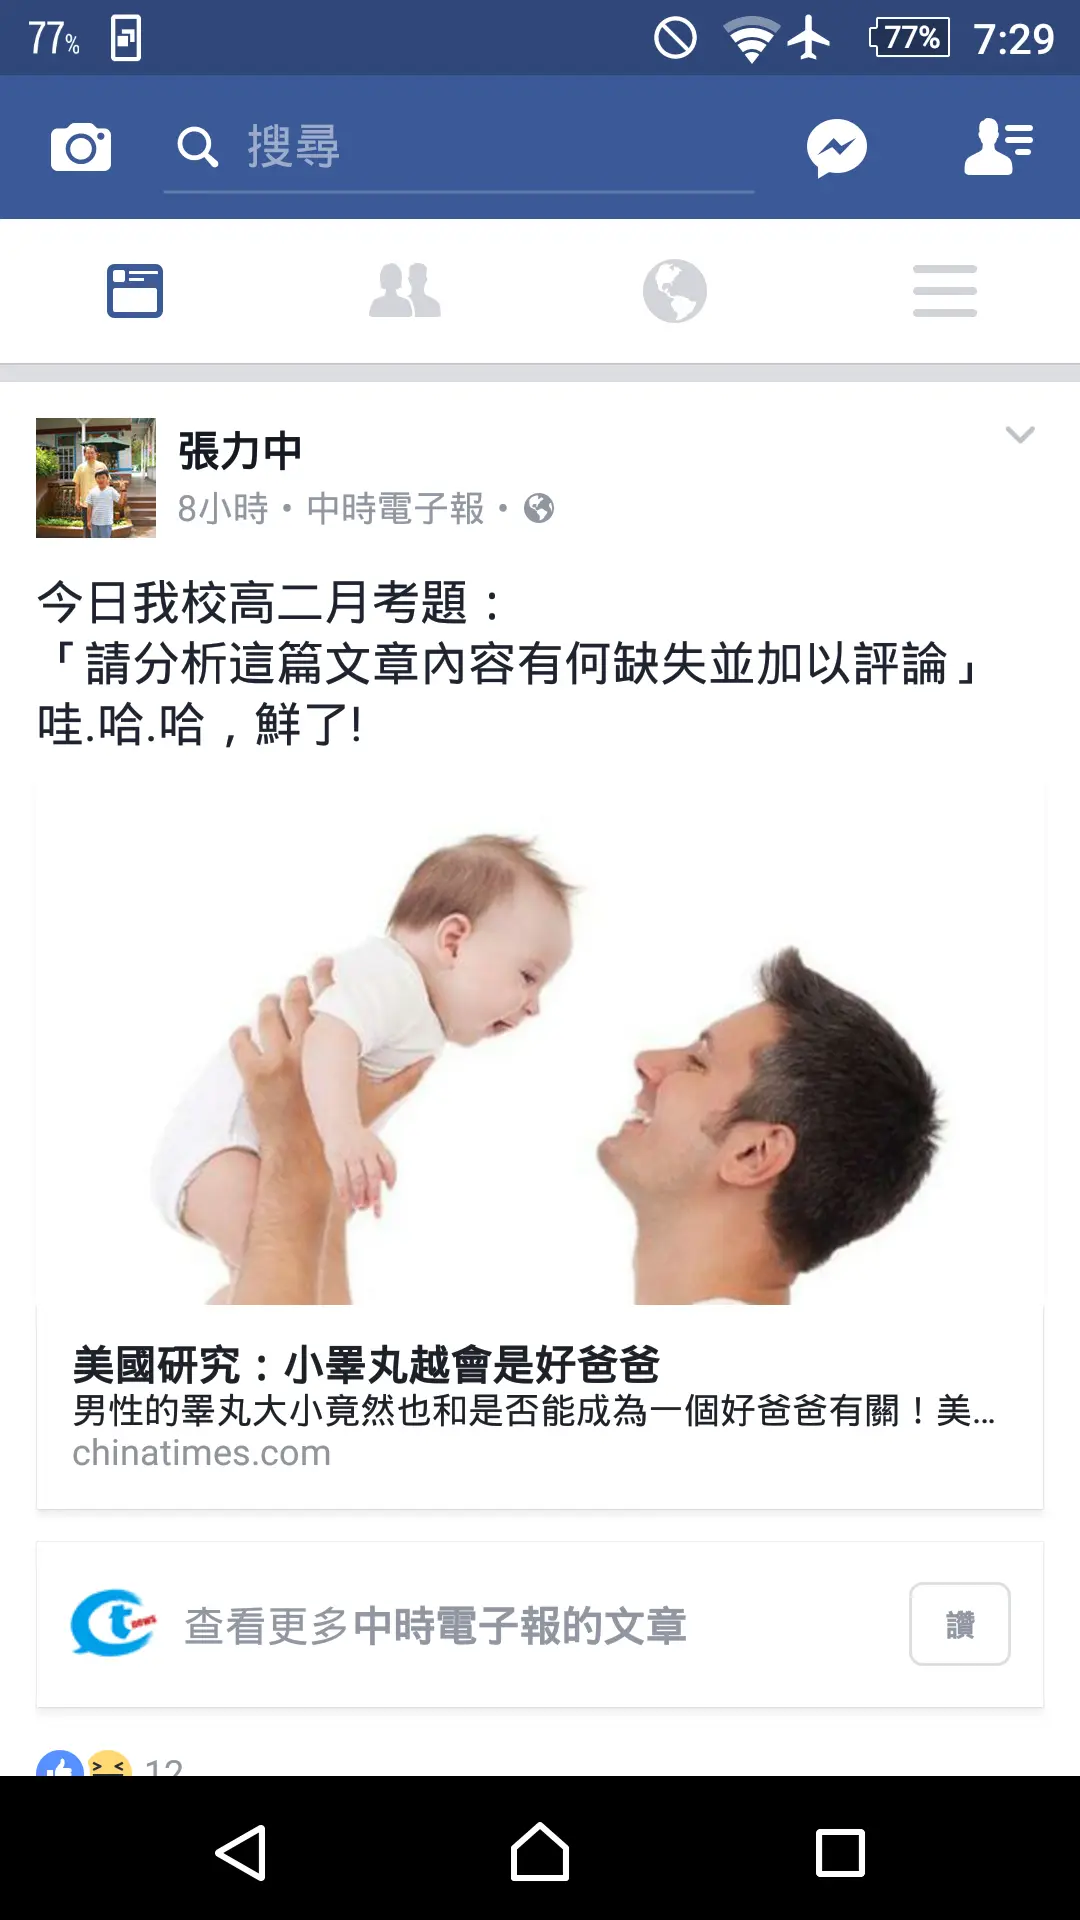 77%
77%
7:29
搜尋
張力中
8小時・中時電子報・
今日我校高二月考題：
「請分析這篇文章內容有何缺失並加以評論」
哇.哈.哈，鮮了!
美國研究：小睪丸越會是好爸爸
男性的睪丸大小竟然也和是否能成為一個好爸爸有關！美...
chinatimes.com
t news
查看更多中時電子報的文章
讚
12